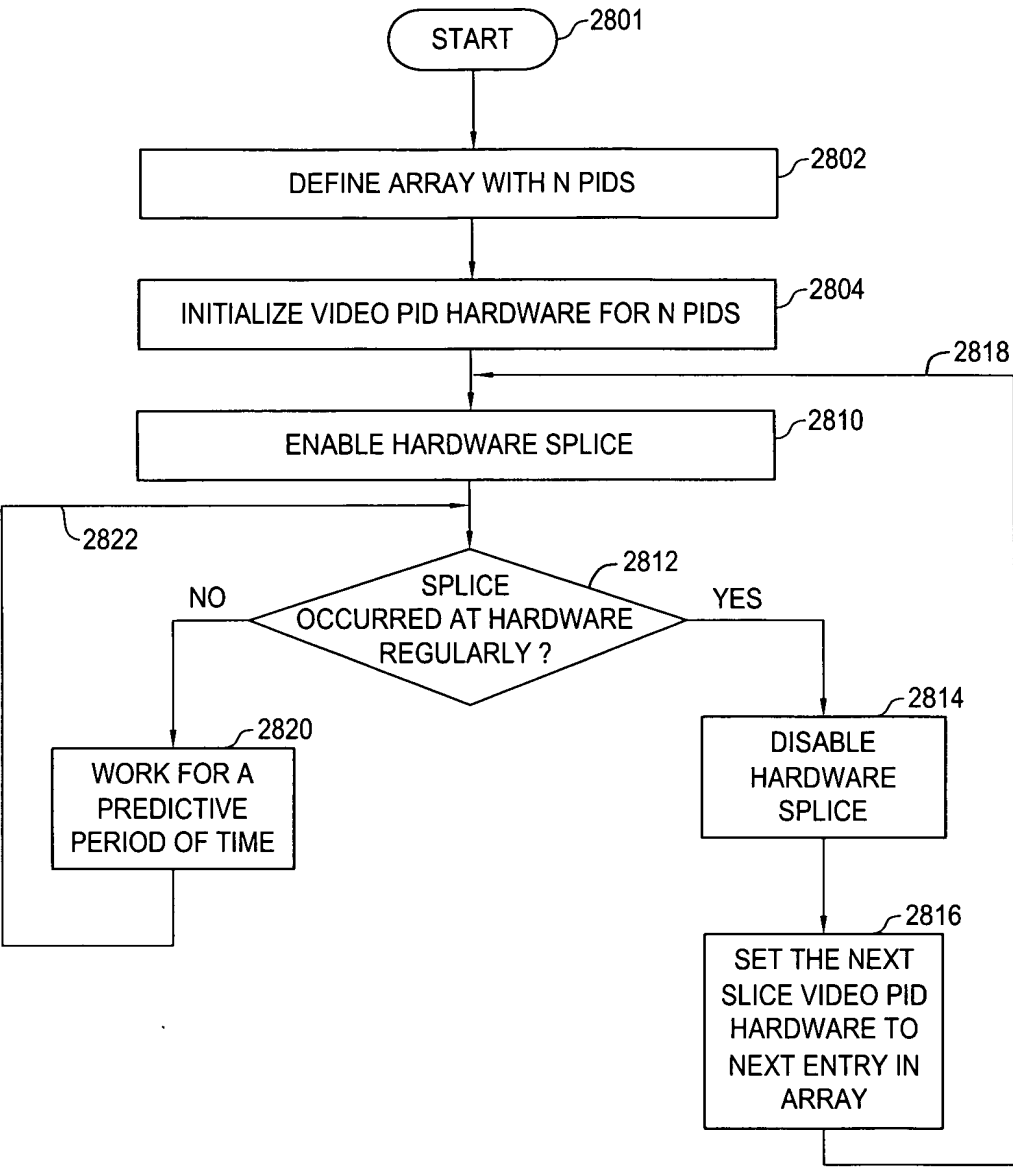 START
2801
DEFINE ARRAY WITH N PIDS
2802
INITIALIZE VIDEO PID HARDWARE FOR N PIDS
2804
2818
ENABLE HARDWARE SPLICE
2810
2822
SPLICE
OCCURRED AT HARDWARE
REGULARLY ?
2812
NO
YES
2820
WORK FOR A
PREDICTIVE
PERIOD OF TIME
2814
DISABLE
HARDWARE
SPLICE
2816
SET THE NEXT
SLICE VIDEO PID
HARDWARE TO
NEXT ENTRY IN
ARRAY